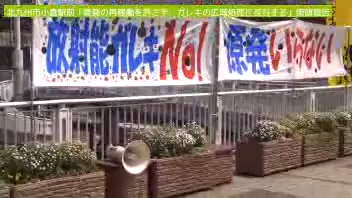 北九州市小倉駅前「原発の再稼働を許さず、ガレキの広域処理に反対する」街頭宣伝
放射能ガレキNo!
原発いらない